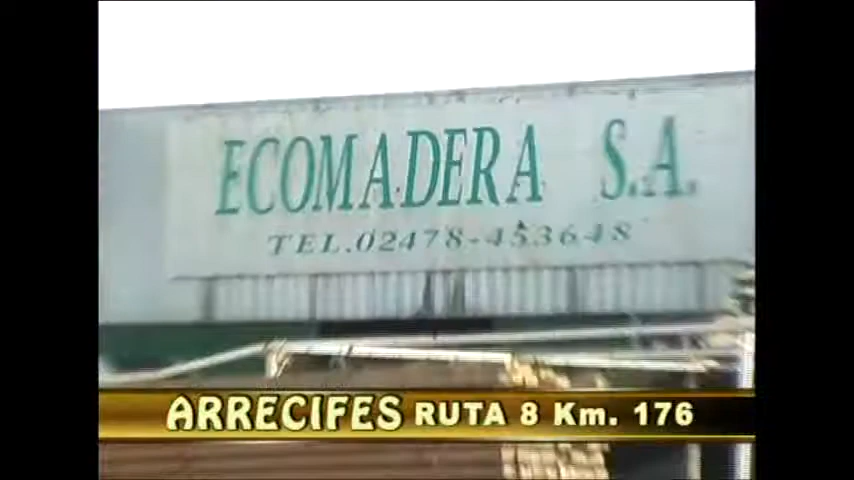 ECOMADERA S.A.
TEL.02478-453648
ARRECIFES RUTA 8 Km. 176